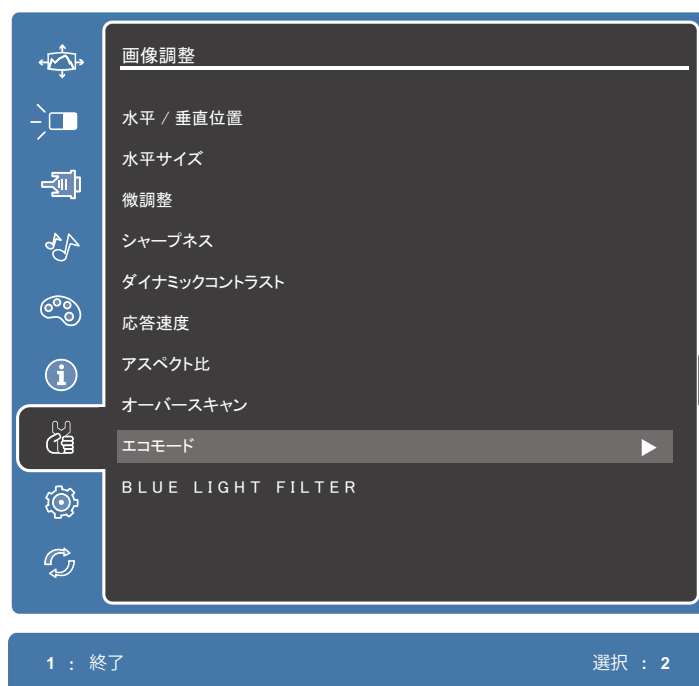 画像調整
水平 / 垂直位置
水平サイズ
微調整
シャープネス
ダイナミックコントラスト
応答速度
アスペクト比
オーバースキャン
エコモード
BLUE LIGHT FILTER
1 : 終了
選択 : 2